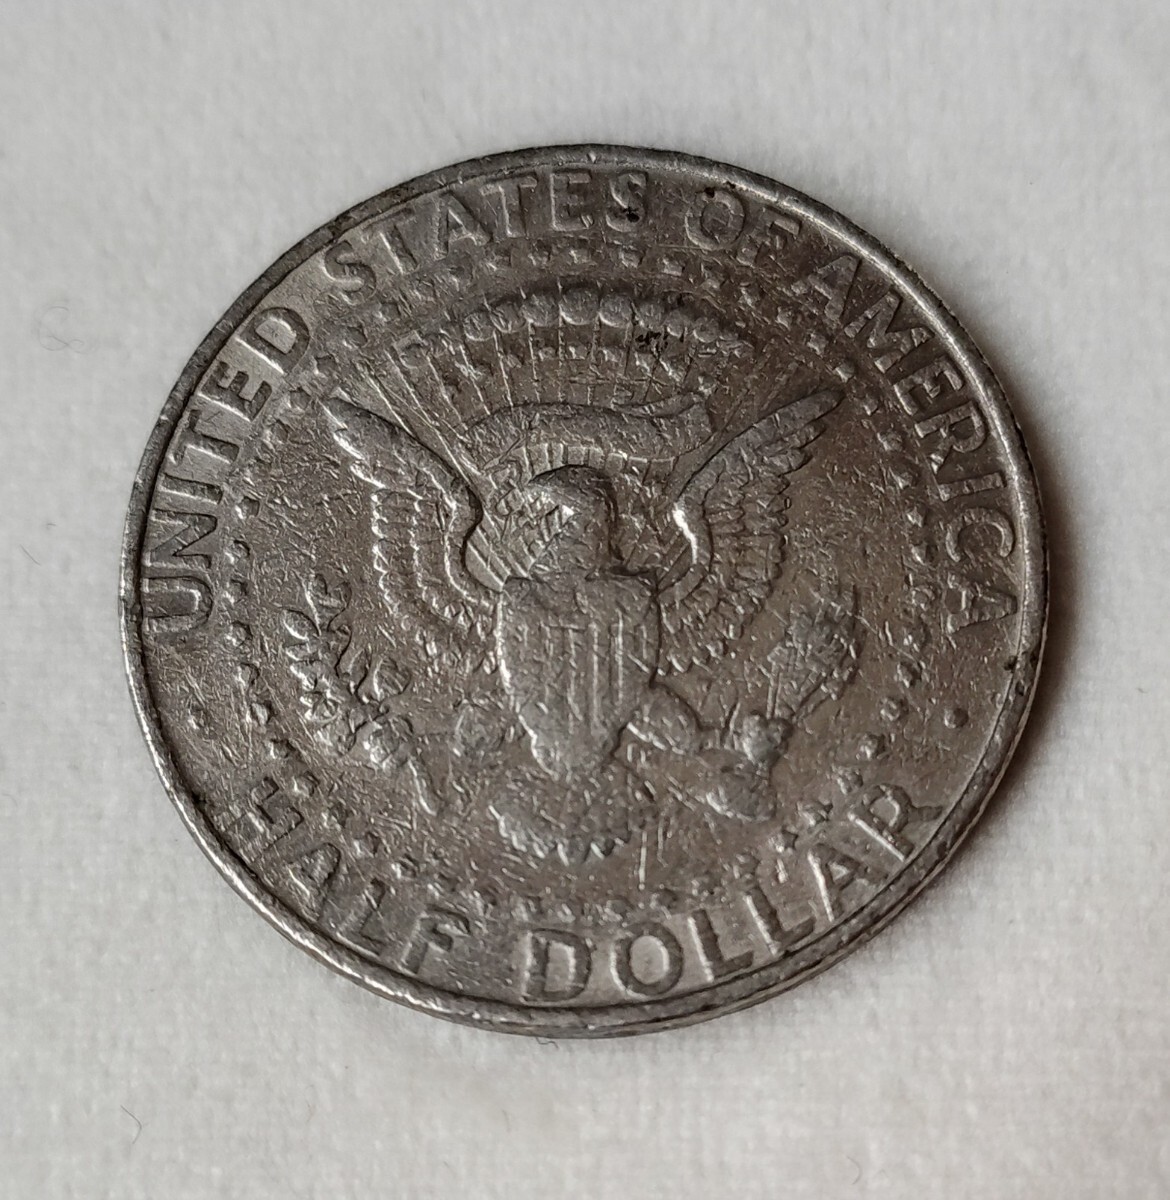 UNITED STATES OF AMERICA
HALF DOLLAR